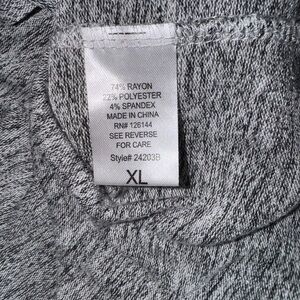 74% RAYON
22% POLYESTER
4% SPANDEX
MADE IN CHINA
RN# 126144
SEE REVERSE
FOR CARE
Style# 24203B
XL